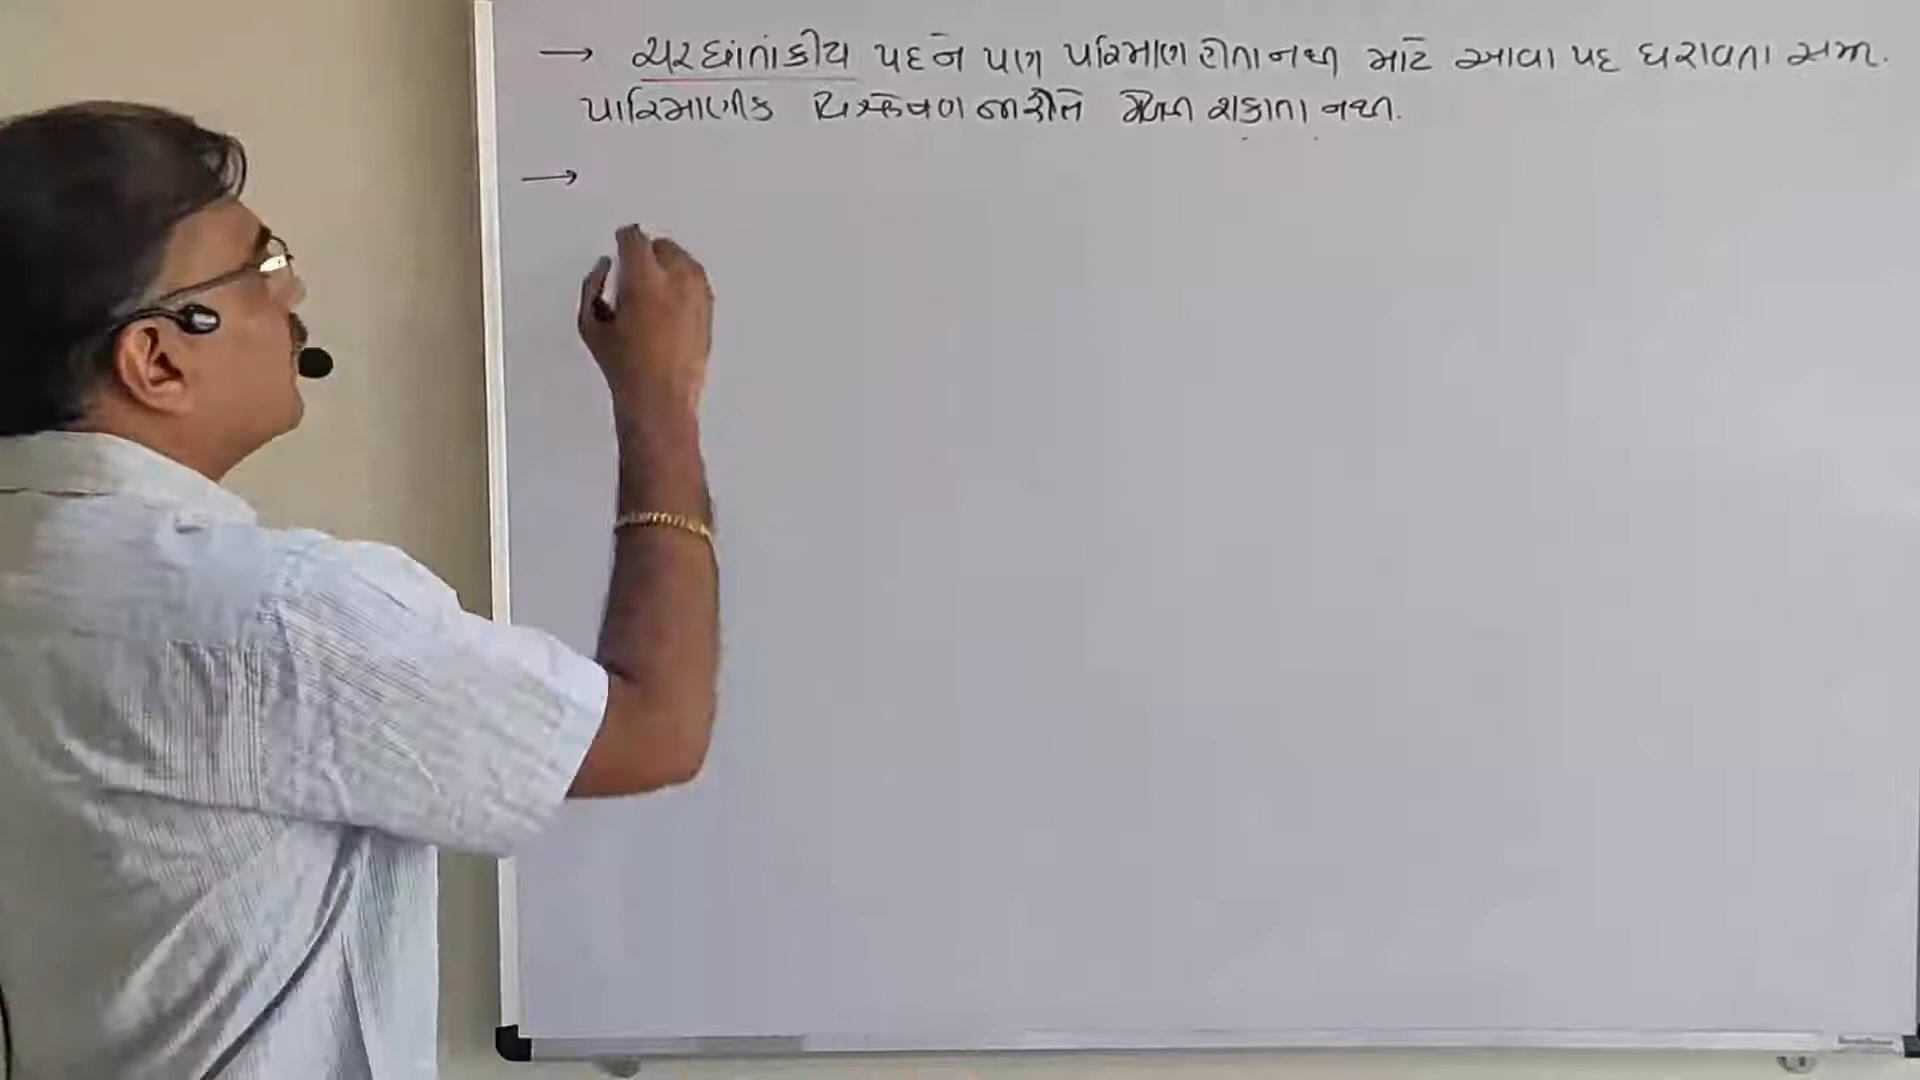 → ચરઘાંતાંકીય પદને પણ પરિમાણ હોતા નથી માટે આવા પદ ધરાવતા સમી.
પારિમાણીક વિશ્લેષણ ની રીતે મેળવી શકાતા નથી.
→